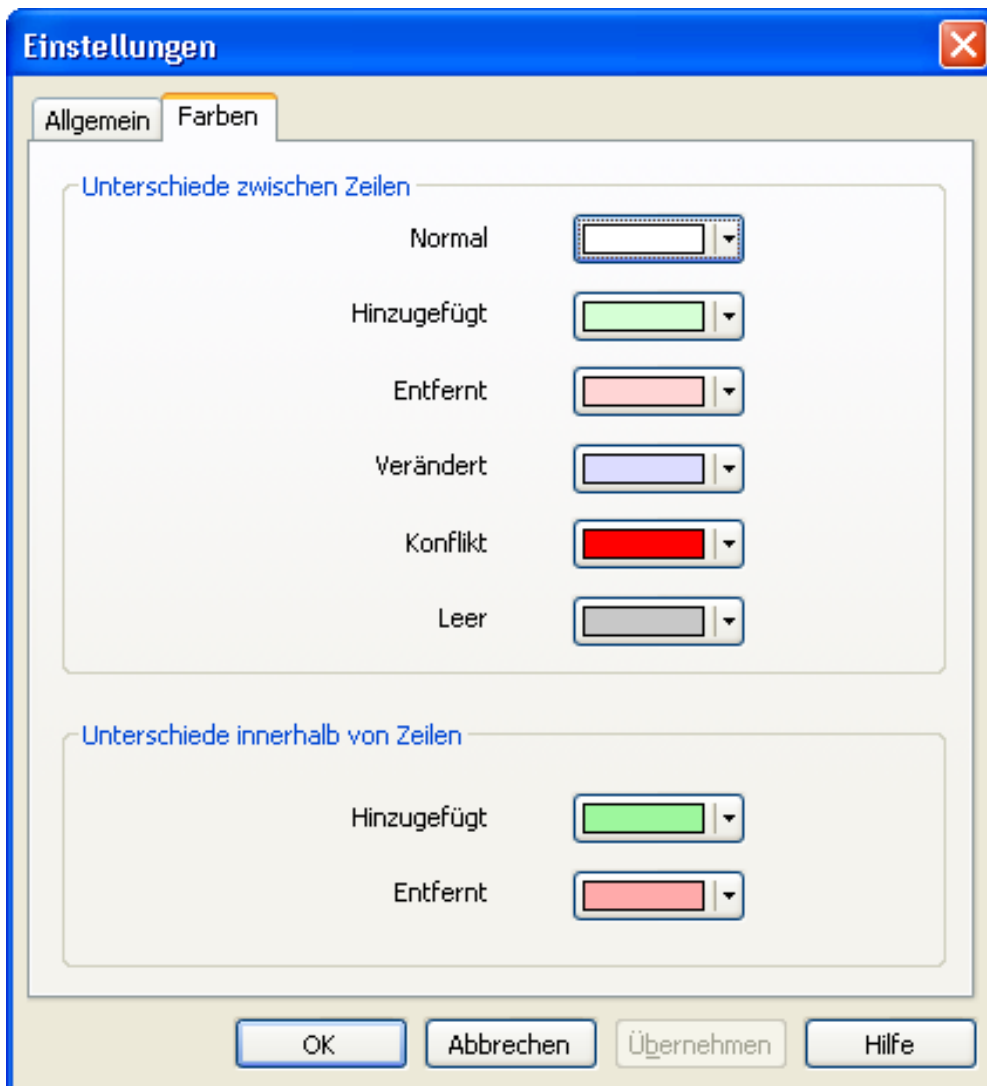 Einstellungen
Allgemein
Farben
Unterschiede zwischen Zeilen
Normal
Hinzugefügt
Entfernt
Verändert
Konflikt
Leer
Unterschiede innerhalb von Zeilen
Hinzugefügt
Entfernt
OK
Abbrechen
Übernehmen
Hilfe